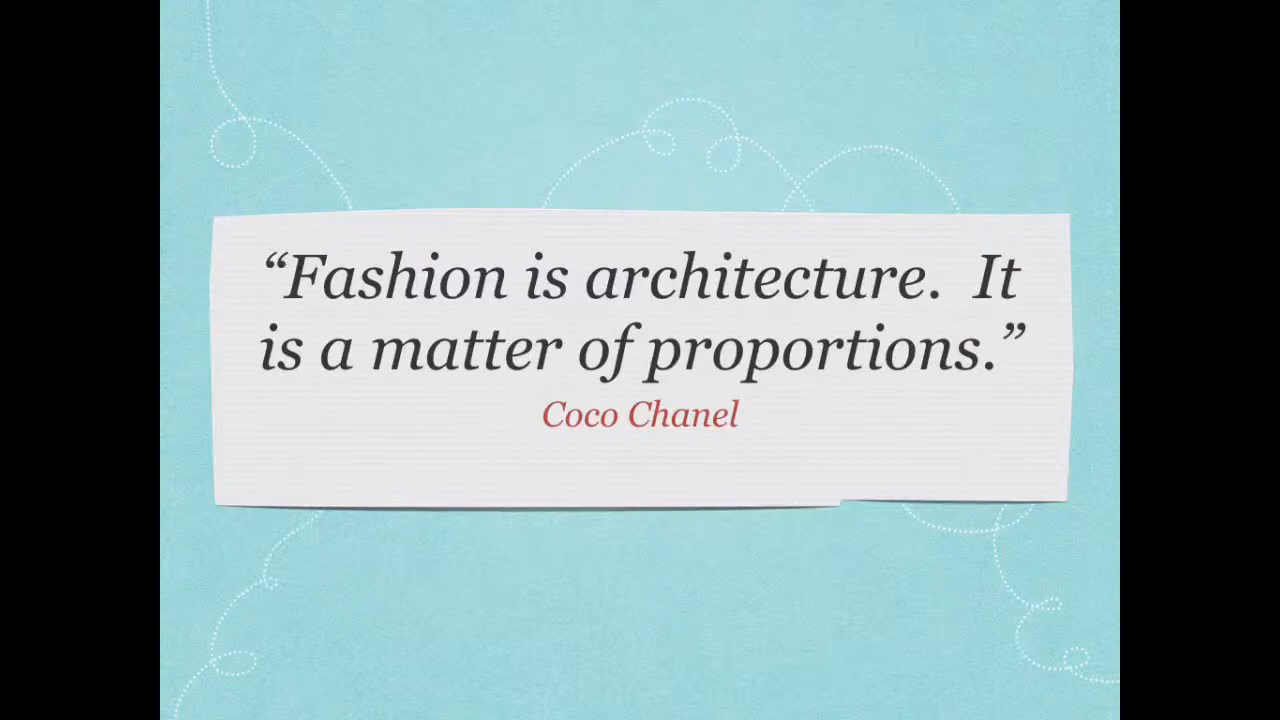 “Fashion is architecture.  It
is a matter of proportions.”
Coco Chanel